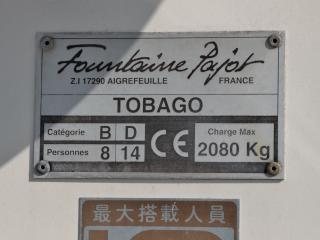 Fountaine Pajot
Z.I 17290 AIGREFEUILLE FRANCE
TOBAGO
Catégorie B D
Personnes 8 14
CE
Charge Max
2080 Kg
最大搭載人員